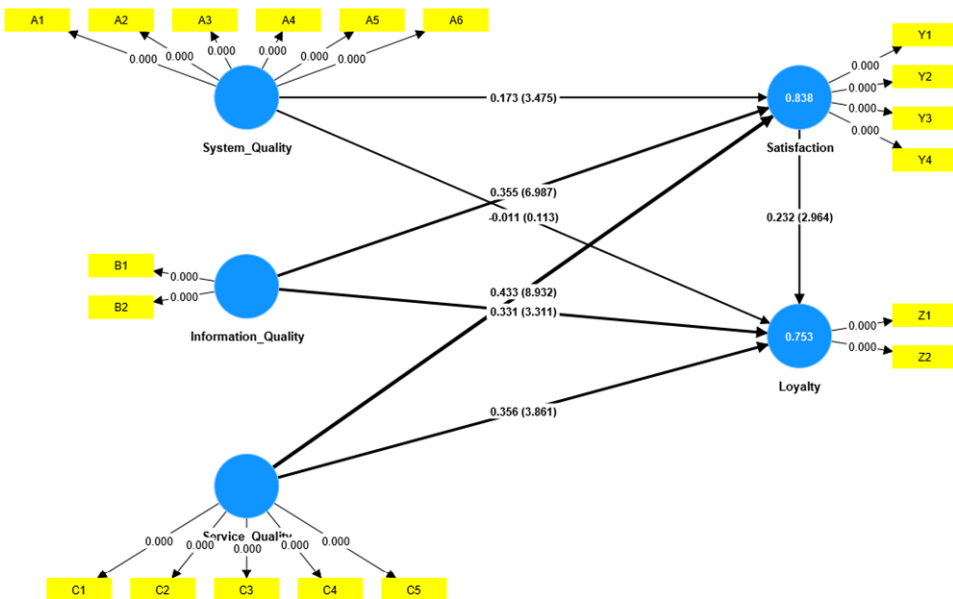 A1 A2 A3 A4 A5 A6
0.000 0.000 0.000 0.000 0.000 0.000
System_Quality
0.173 (3.475)
0.838
Satisfaction
Y1
0.000
Y2
0.000
Y3
0.000
Y4
0.000
0.355 (6.987)
-0.011 (0.113)
0.232 (2.964)
B1
0.000
B2
0.000
Information_Quality
0.433 (8.932)
0.331 (3.311)
0.753
Loyalty
Z1
0.000
Z2
0.000
0.356 (3.861)
Service_Quality
0.000 0.000 0.000 0.000 0.000
C1 C2 C3 C4 C5